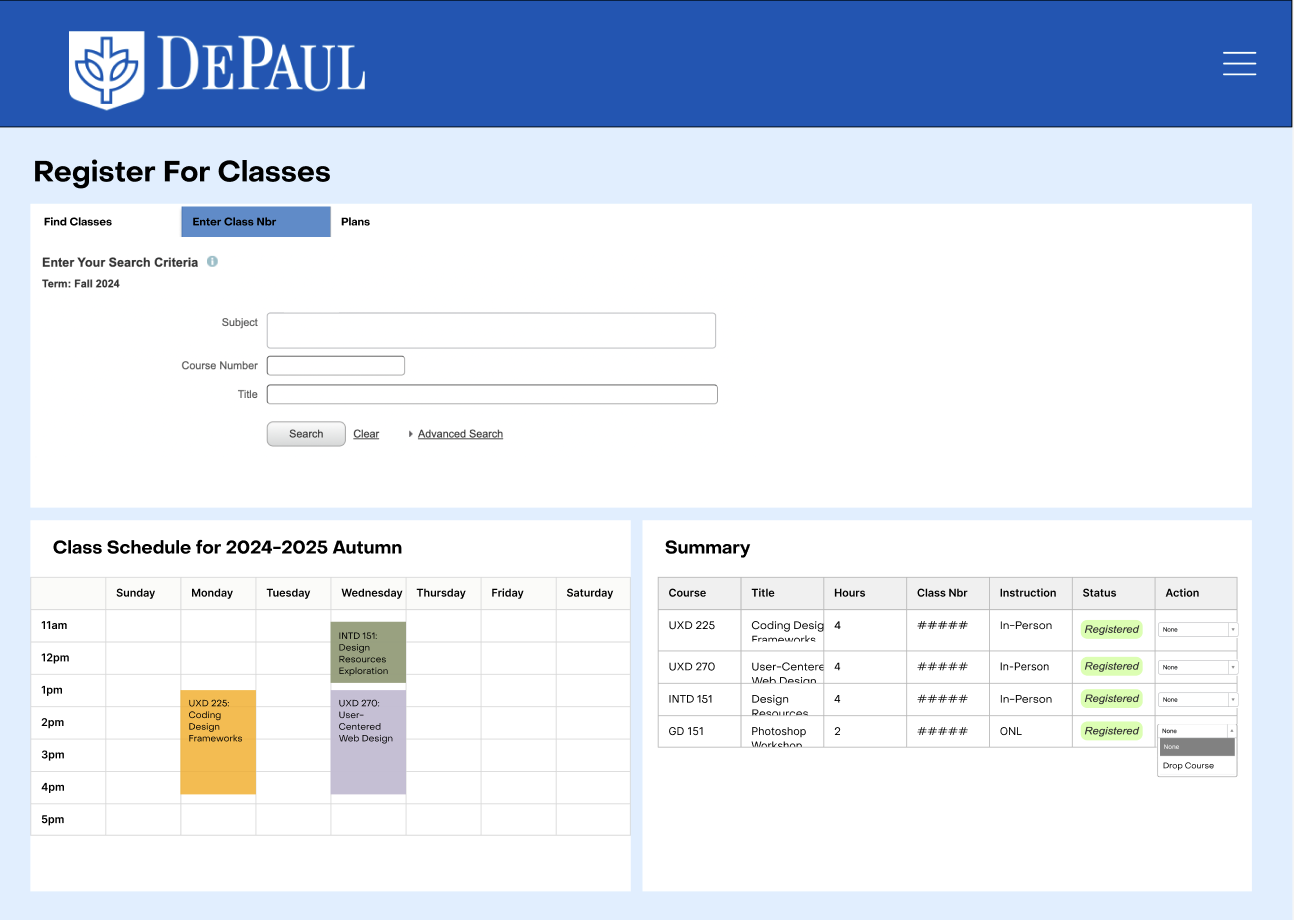 DEPAUL
Register For Classes
Find Classes Enter Class Nbr Plans
Enter Your Search Criteria
Term: Fall 2024
Subject
Course Number
Title
Search Clear Advanced Search
Class Schedule for 2024-2025 Autumn
Sunday Monday Tuesday Wednesday Thursday Friday Saturday
11am
12pm
1pm
2pm
3pm
4pm
5pm
INTD 151:
Design
Resources
Exploration
UXD 225:
Coding
Design
Frameworks
UXD 270:
User-
Centered
Web Design
Summary
Course Title Hours Class Nbr Instruction Status Action
UXD 225 Coding Desig 4 ##### In-Person Registered None
Frameworks
UXD 270 User-Centere 4 ##### In-Person Registered None
Web Design
INTD 151 Design 4 ##### In-Person Registered None
Resources
GD 151 Photoshop 2 ##### ONL Registered None
Workshop
None
Drop Course